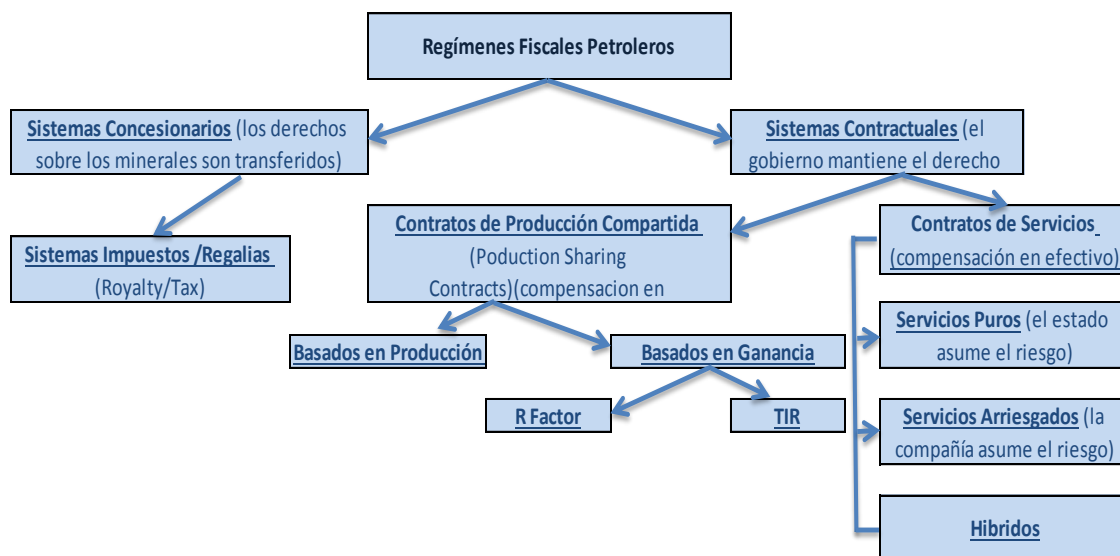 Regímenes Fiscales Petroleros
Sistemas Concesionarios (los derechos
sobre los minerales son transferidos)
Sistemas Contractuales (el
gobierno mantiene el derecho
Sistemas Impuestos /Regalias
(Royalty/Tax)
Contratos de Producción Compartida
(Poduction Sharing
Contracts)(compensacion en
Contratos de Servicios
(compensación en efectivo)
Basados en Producción
Basados en Ganancia
Servicios Puros (el estado
asume el riesgo)
R Factor
TIR
Servicios Arriesgados (la
compañía asume el riesgo)
Hibridos